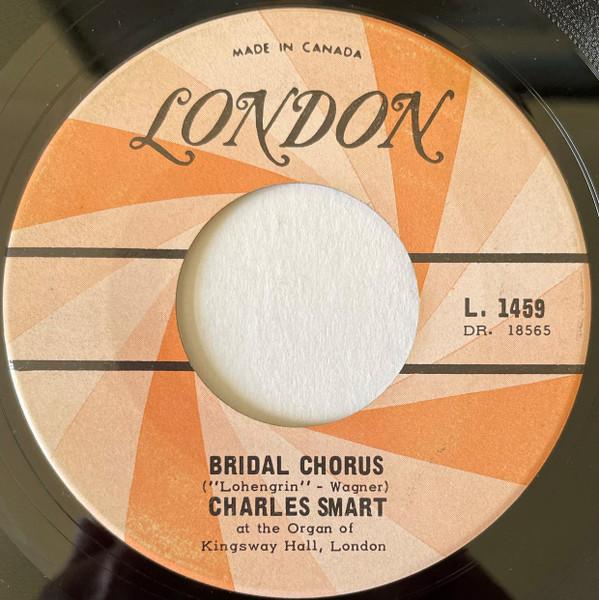 MADE IN CANADA
LONDON
L. 1459
DR. 18565
BRIDAL CHORUS
("Lohengrin" - Wagner)
CHARLES SMART
at the Organ of
Kingsway Hall, London